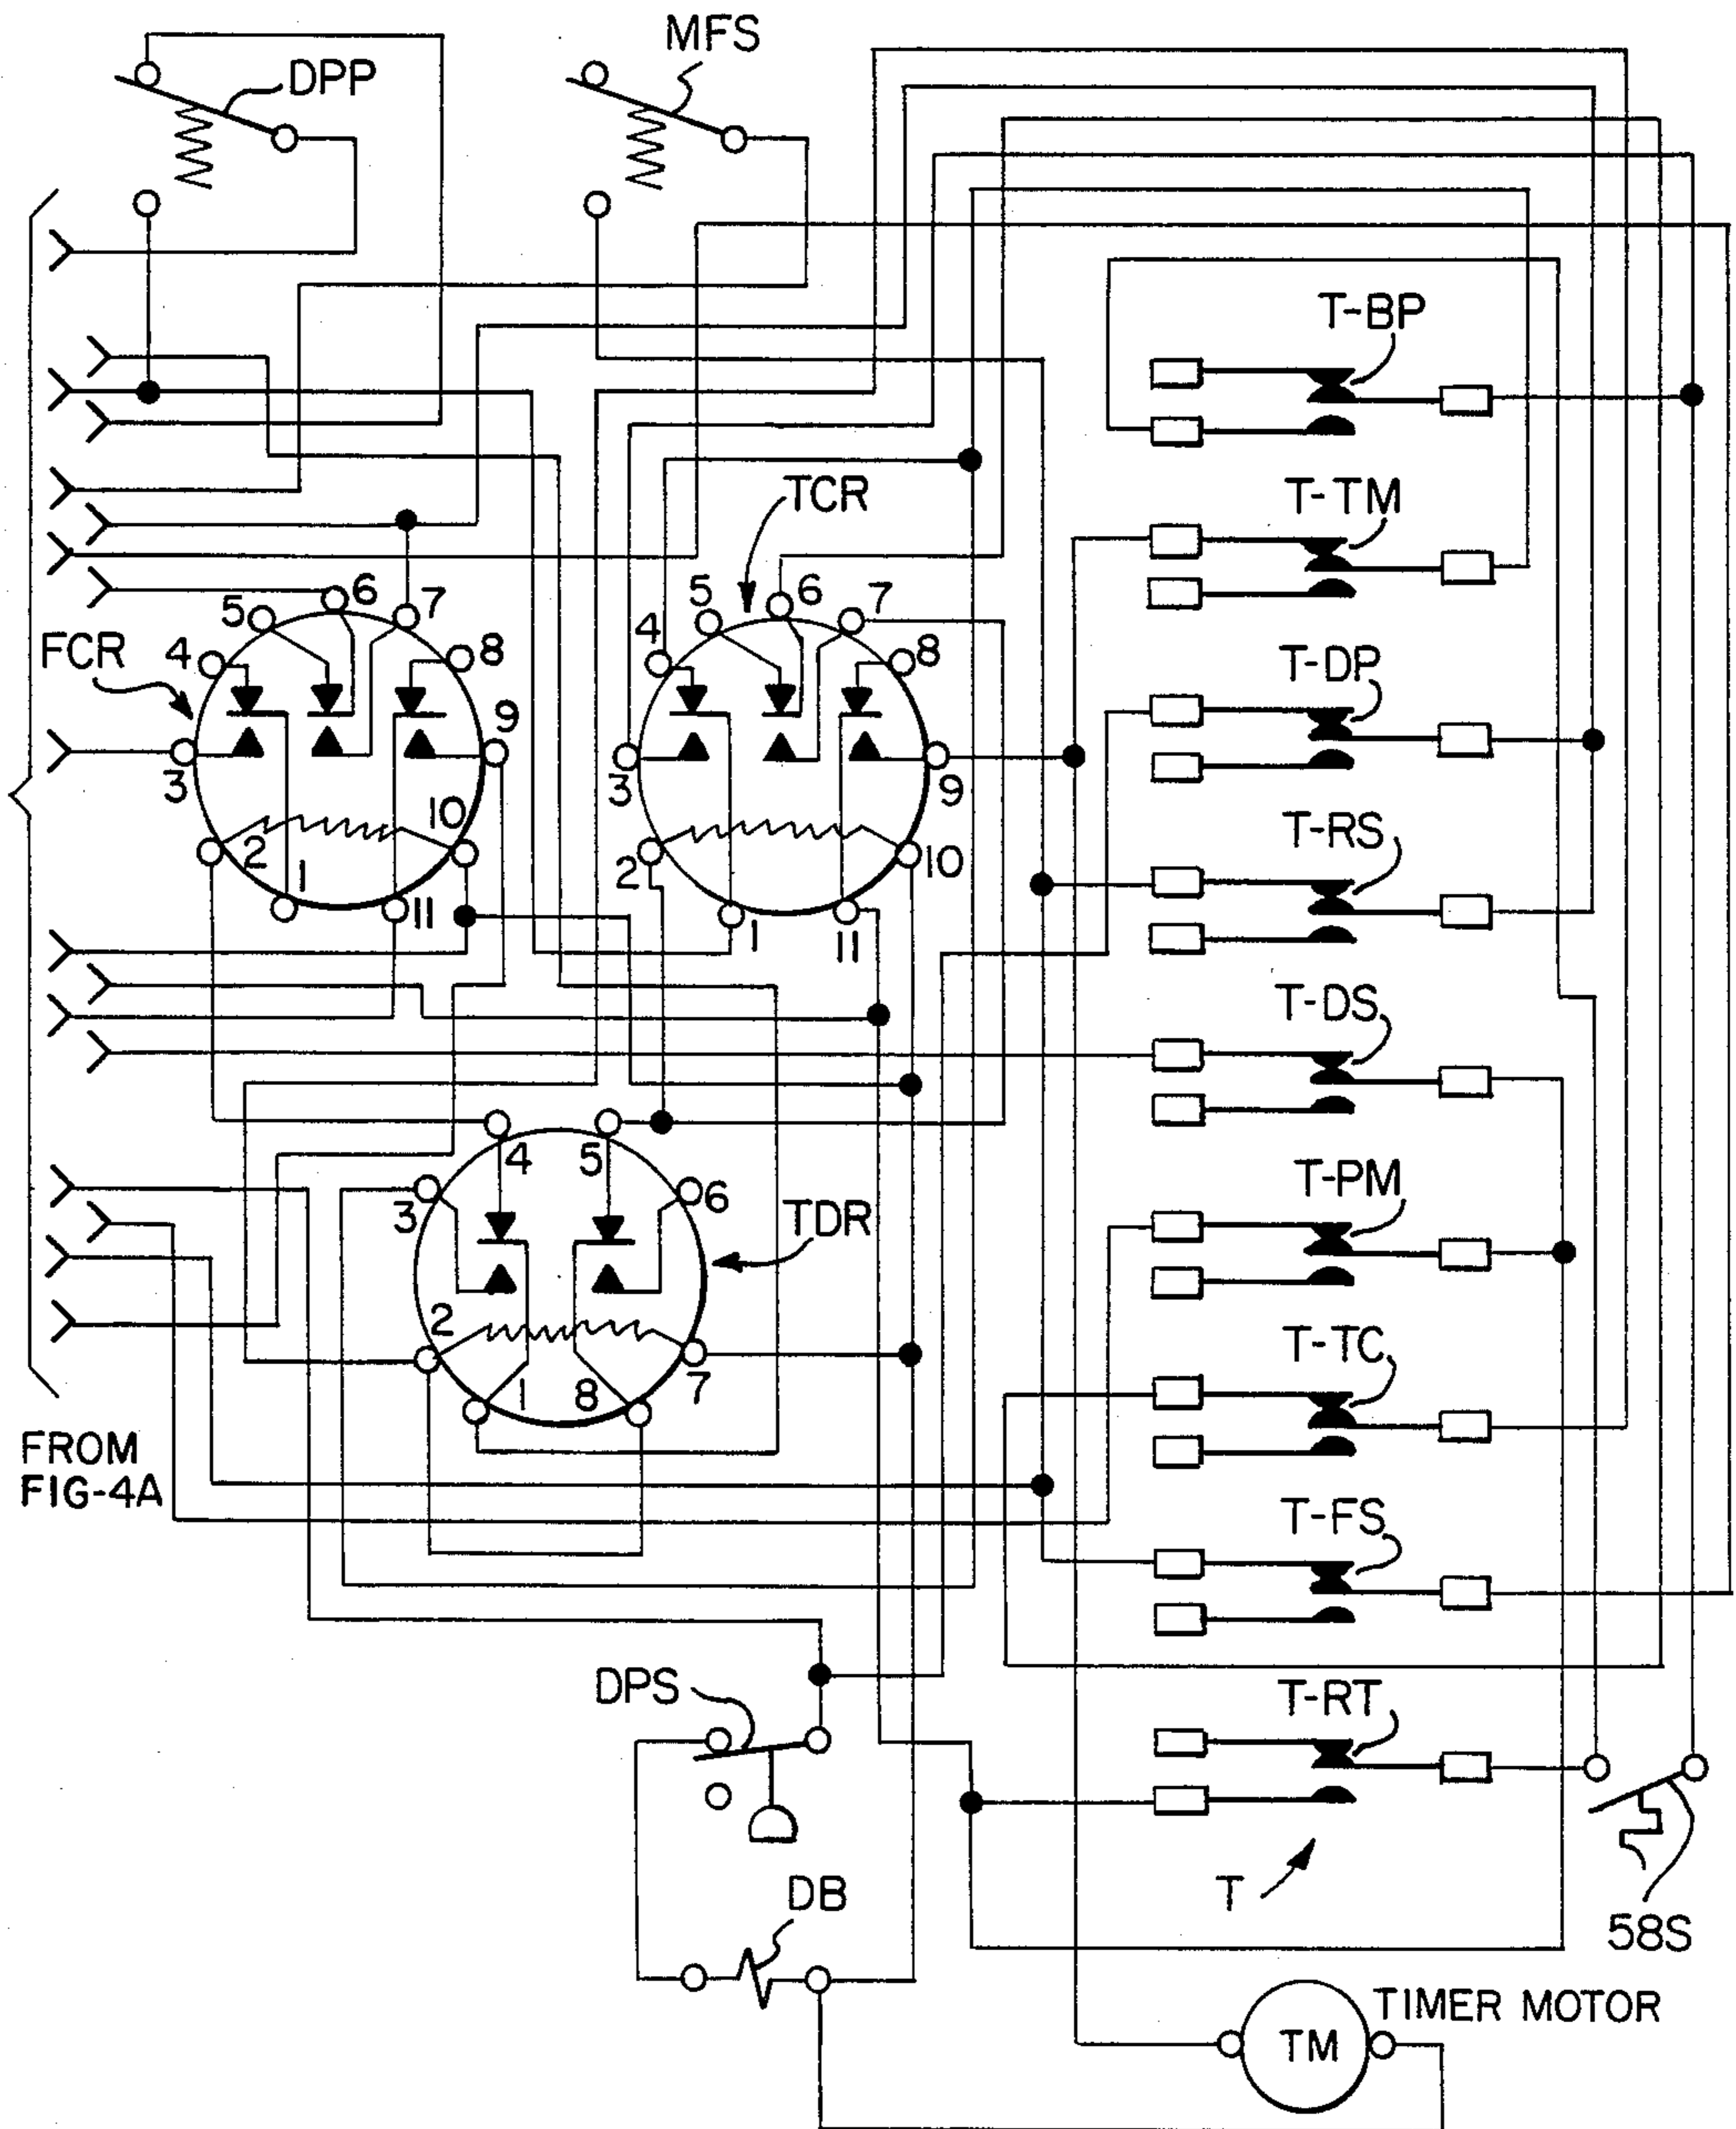 MFS
DPP
T-BP
T-TM
TCR
5 6 7
4 8
FCR
3 9
2 10
1 11
5 6 7
4 8
3 9
2 10
1 11
T-DP
T-RS
T-DS
4 5
3 6
TDR
2 7
1 8
T-PM
T-TC
FROM
FIG-4A
T-FS
DPS
T-RT
T
58S
DB
TIMER MOTOR
TM